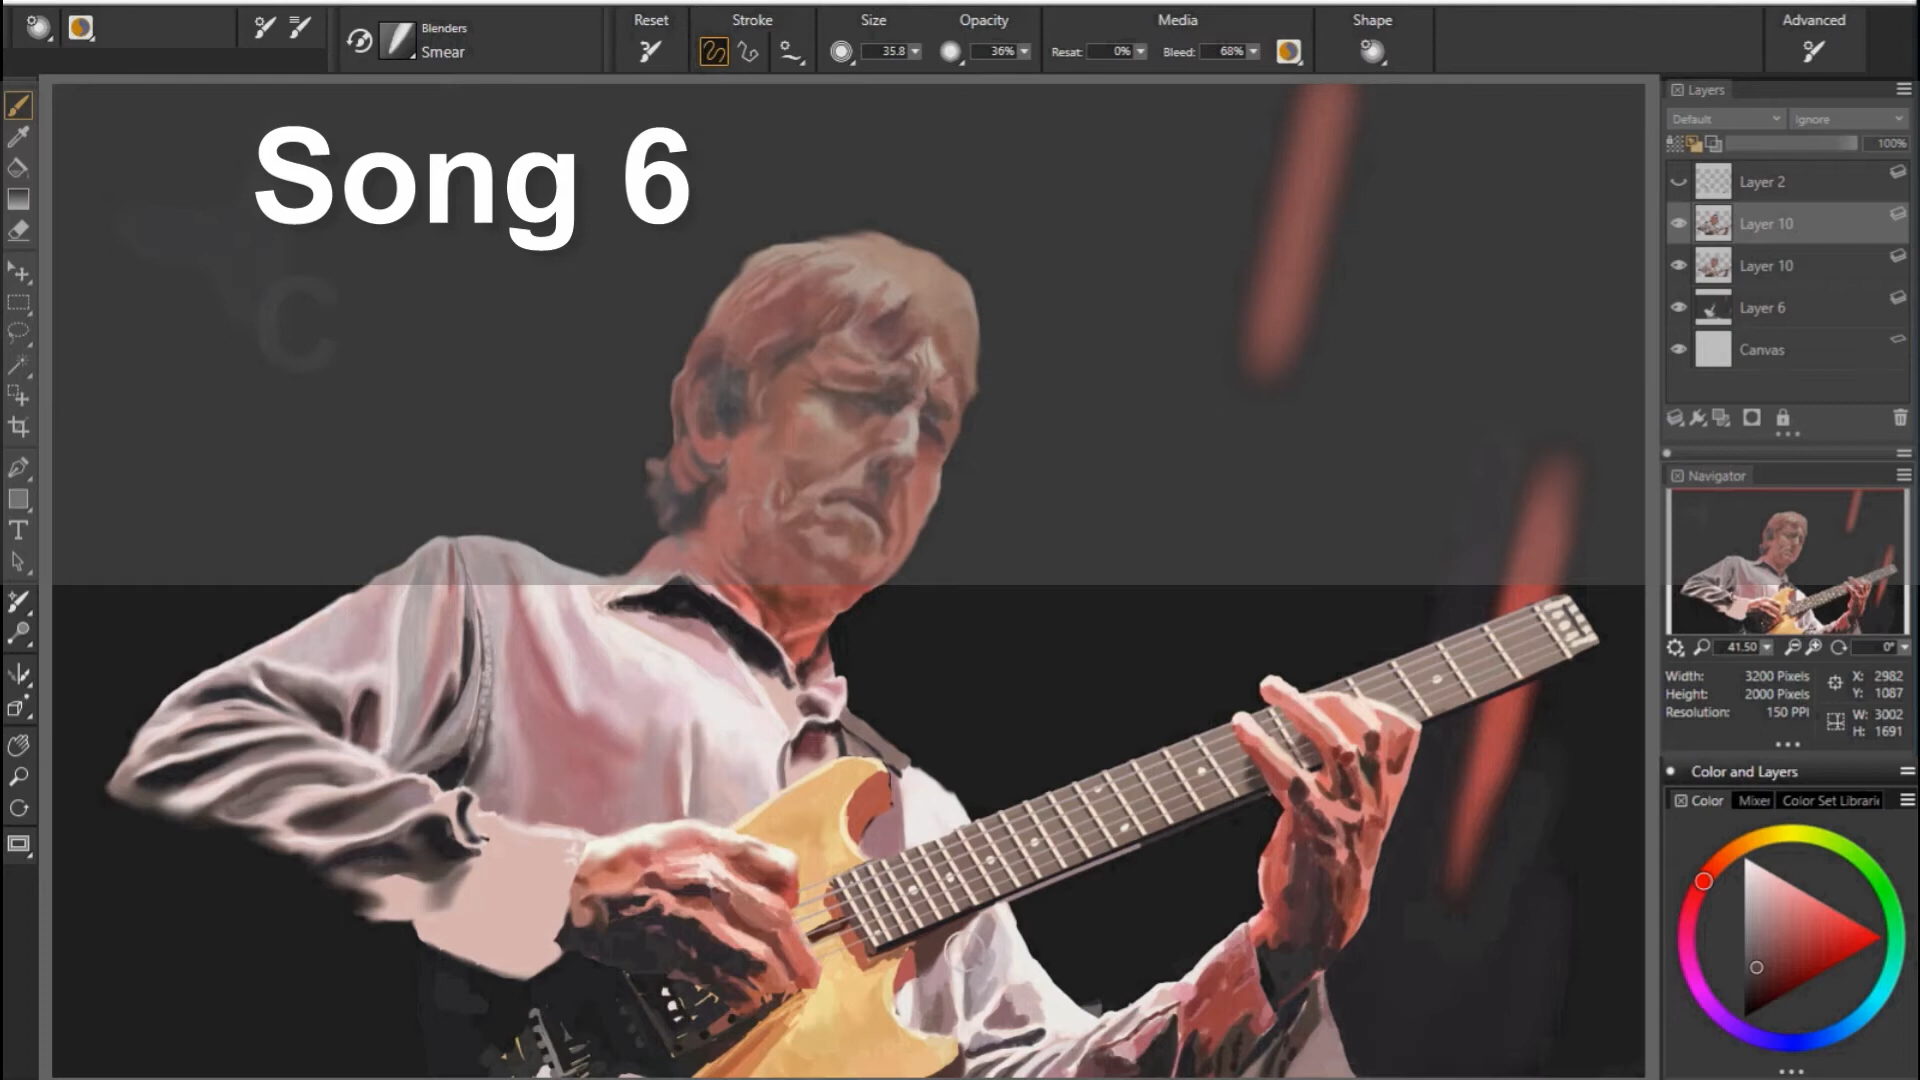 Blenders
Smear
Reset
Stroke
Size
35.8
Opacity
36%
Media
Resat: 0%
Bleed: 68%
Shape
Advanced
Song 6
C
Layers
Default
Ignore
100%
Layer 2
Layer 10
Layer 10
Layer 6
Canvas
Navigator
41.50
0°
Width: 3200 Pixels
Height: 2000 Pixels
Resolution: 150 PPI
X: 2982
Y: 1087
W: 3002
H: 1691
Color and Layers
Color
Mixer
Color Set Librari